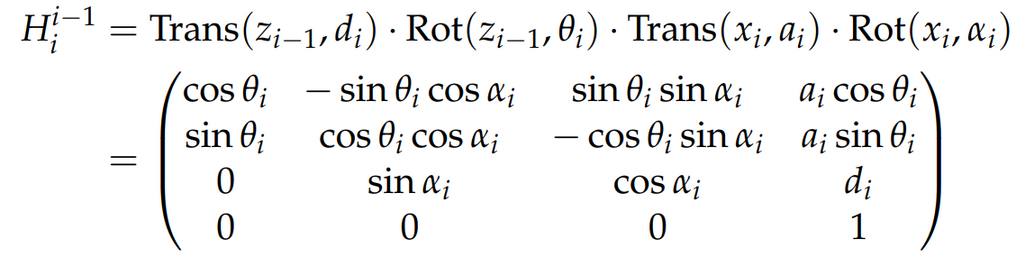 H_i^{i−1} = Trans(z_{i−1}, d_i) · Rot(z_{i−1}, θ_i) · Trans(x_i, a_i) · Rot(x_i, α_i)
= ( cos θ_i − sin θ_i cos α_i sin θ_i sin α_i a_i cos θ_i
sin θ_i cos θ_i cos α_i − cos θ_i sin α_i a_i sin θ_i
0 sin α_i cos α_i d_i
0 0 0 1 )